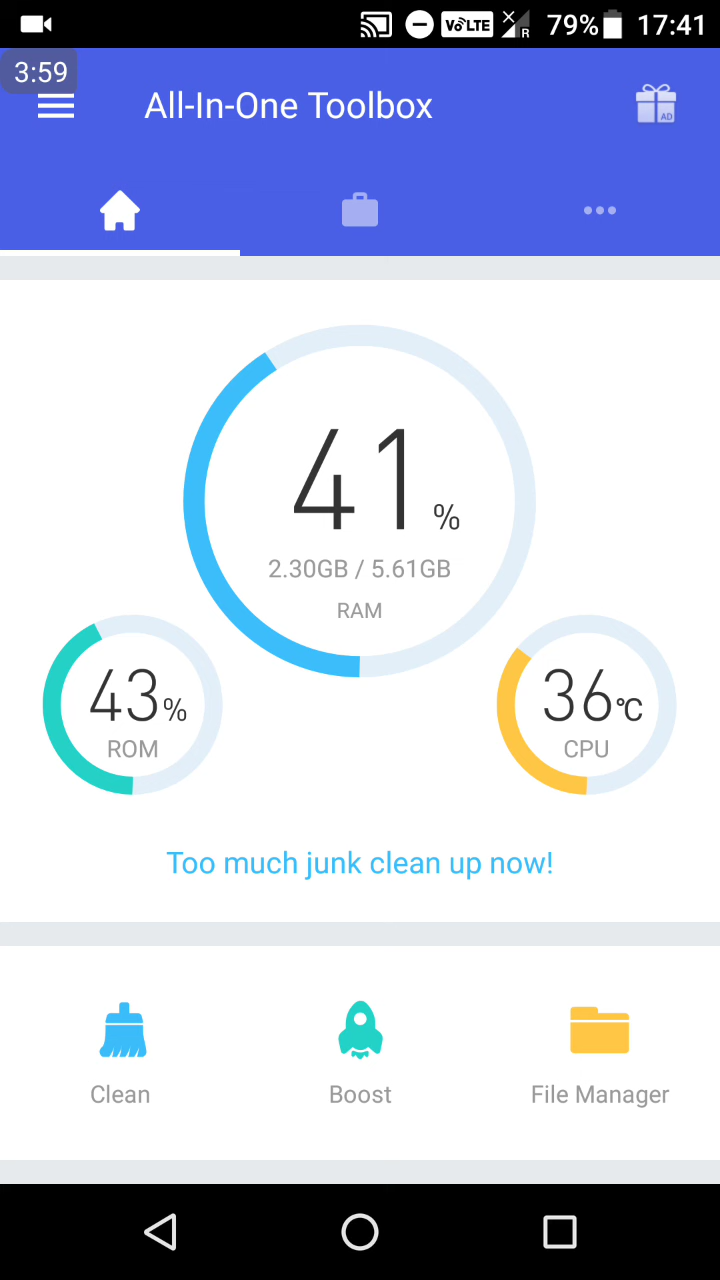 VoLTE R 79% 17:41
3:59
All-In-One Toolbox
AD
41 %
2.30GB / 5.61GB
RAM
43%
ROM
36°C
CPU
Too much junk clean up now!
Clean Boost File Manager